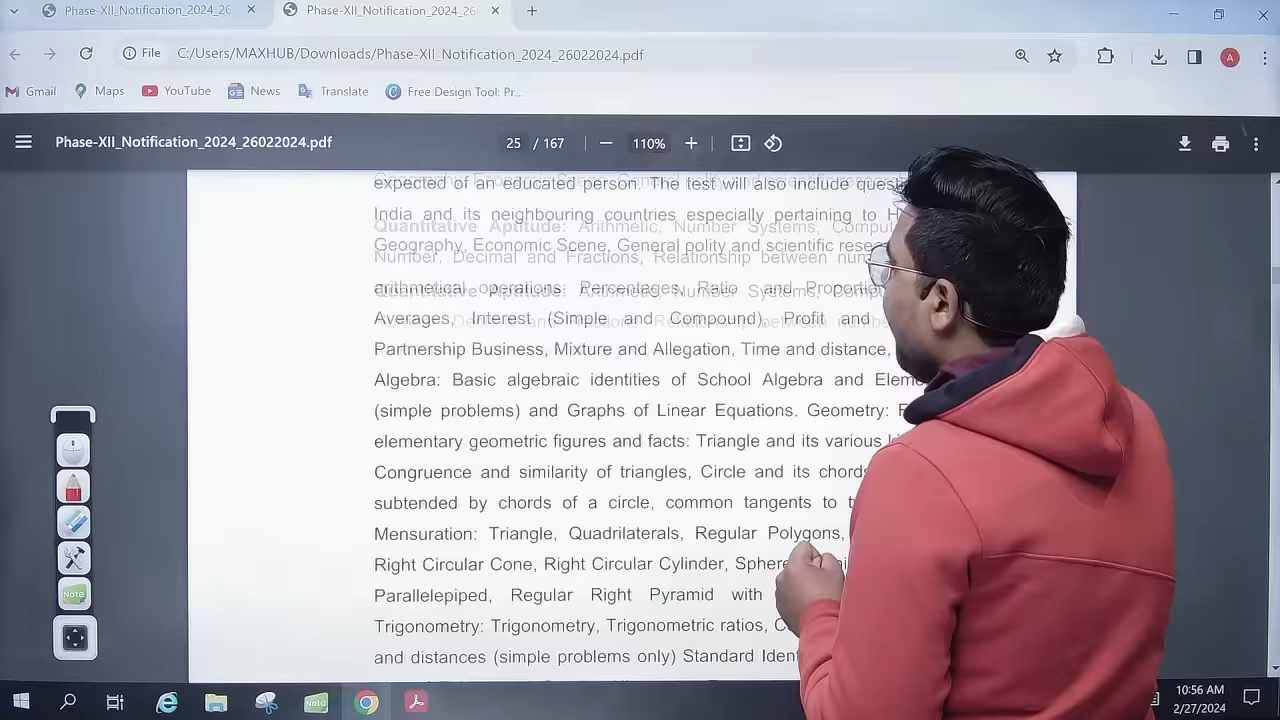 Phase-XII_Notification_2024_26
Phase-XII_Notification_2024_26
File C:/Users/MAXHUB/Downloads/Phase-XII_Notification_2024_26022024.pdf
A
Gmail Maps YouTube News Translate Free Design Tool: Pr...
Phase-XII_Notification_2024_26022024.pdf 25 / 167 110%
expected of an educated person. The test will also include
India and its neighbouring countries especially pertaining to
Quantitative Aptitude: Arithmetic, Number Systems,
Geography, Economic Scene, General polity and scientific
Number, Decimal and Fractions, Relationship between
arithmetical operations Percentages, Ratio and
Quantitative Aptitude: Arithmetic, Number Systems,
Averages, Interest (Simple and Compound), Profit and
Partnership Business, Mixture and Allegation, Time and distance,
Algebra: Basic algebraic identities of School Algebra and
(simple problems) and Graphs of Linear Equations. Geometry:
elementary geometric figures and facts: Triangle and its various
Congruence and similarity of triangles, Circle and its chords
subtended by chords of a circle, common tangents to
Mensuration: Triangle, Quadrilaterals, Regular Polygons,
Right Circular Cone, Right Circular Cylinder, Sphere
Parallelepiped, Regular Right Pyramid with
Trigonometry: Trigonometry, Trigonometric ratios,
and distances (simple problems only) Standard
Note
Note
10:56 AM
2/27/2024